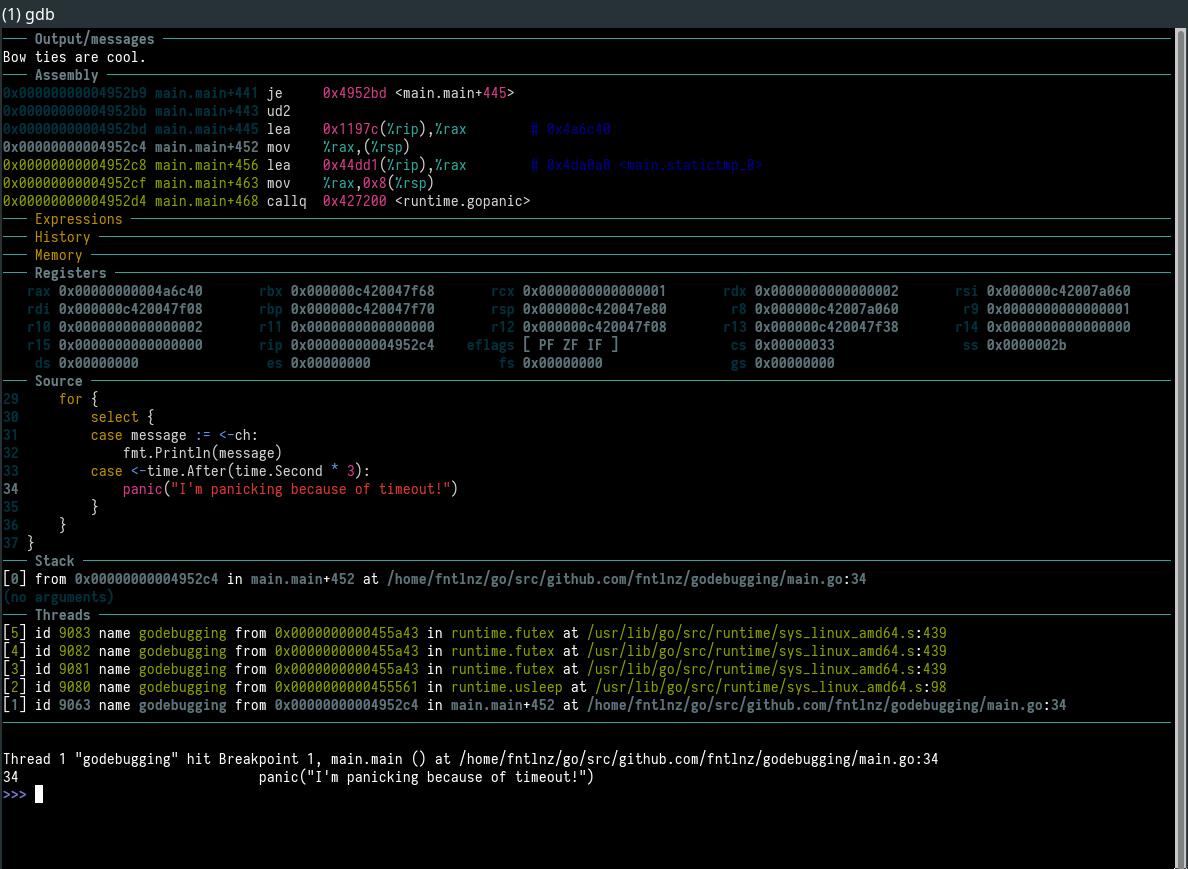 (1) gdb
Output/messages
Bow ties are cool.
Assembly
0x00000000004952b9 main.main+441 je 0x4952bd <main.main+445>
0x00000000004952bb main.main+443 ud2
0x00000000004952bd main.main+445 lea 0x1197c(%rip),%rax # 0x4a6c40
0x00000000004952c4 main.main+452 mov %rax,(%rsp)
0x00000000004952c8 main.main+456 lea 0x44dd1(%rip),%rax # 0x4da0a0 <main.statictmp_0>
0x00000000004952cf main.main+463 mov %rax,0x8(%rsp)
0x00000000004952d4 main.main+468 callq 0x427200 <runtime.gopanic>
Expressions
History
Memory
Registers
rax 0x00000000004a6c40 rbx 0x000000c420047f68 rcx 0x0000000000000001 rdx 0x0000000000000002 rsi 0x000000c42007a060
rdi 0x000000c420047f08 rbp 0x000000c420047f70 rsp 0x000000c420047e80 r8 0x000000c42007a060 r9 0x0000000000000001
r10 0x0000000000000002 r11 0x0000000000000000 r12 0x000000c420047f08 r13 0x000000c420047f38 r14 0x0000000000000000
r15 0x0000000000000000 rip 0x00000000004952c4 eflags [ PF ZF IF ] cs 0x00000033 ss 0x0000002b
ds 0x00000000 es 0x00000000 fs 0x00000000 gs 0x00000000
Source
29 for {
30 select {
31 case message := <-ch:
32 fmt.Println(message)
33 case <-time.After(time.Second * 3):
34 panic("I'm panicking because of timeout!")
35 }
36 }
37 }
Stack
[0] from 0x00000000004952c4 in main.main+452 at /home/fntlnz/go/src/github.com/fntlnz/godebugging/main.go:34
(no arguments)
Threads
[5] id 9083 name godebugging from 0x0000000000455a43 in runtime.futex at /usr/lib/go/src/runtime/sys_linux_amd64.s:439
[4] id 9082 name godebugging from 0x0000000000455a43 in runtime.futex at /usr/lib/go/src/runtime/sys_linux_amd64.s:439
[3] id 9081 name godebugging from 0x0000000000455a43 in runtime.futex at /usr/lib/go/src/runtime/sys_linux_amd64.s:439
[2] id 9080 name godebugging from 0x0000000000455561 in runtime.usleep at /usr/lib/go/src/runtime/sys_linux_amd64.s:98
[1] id 9063 name godebugging from 0x00000000004952c4 in main.main+452 at /home/fntlnz/go/src/github.com/fntlnz/godebugging/main.go:34
Thread 1 "godebugging" hit Breakpoint 1, main.main () at /home/fntlnz/go/src/github.com/fntlnz/godebugging/main.go:34
34 panic("I'm panicking because of timeout!")
>>>